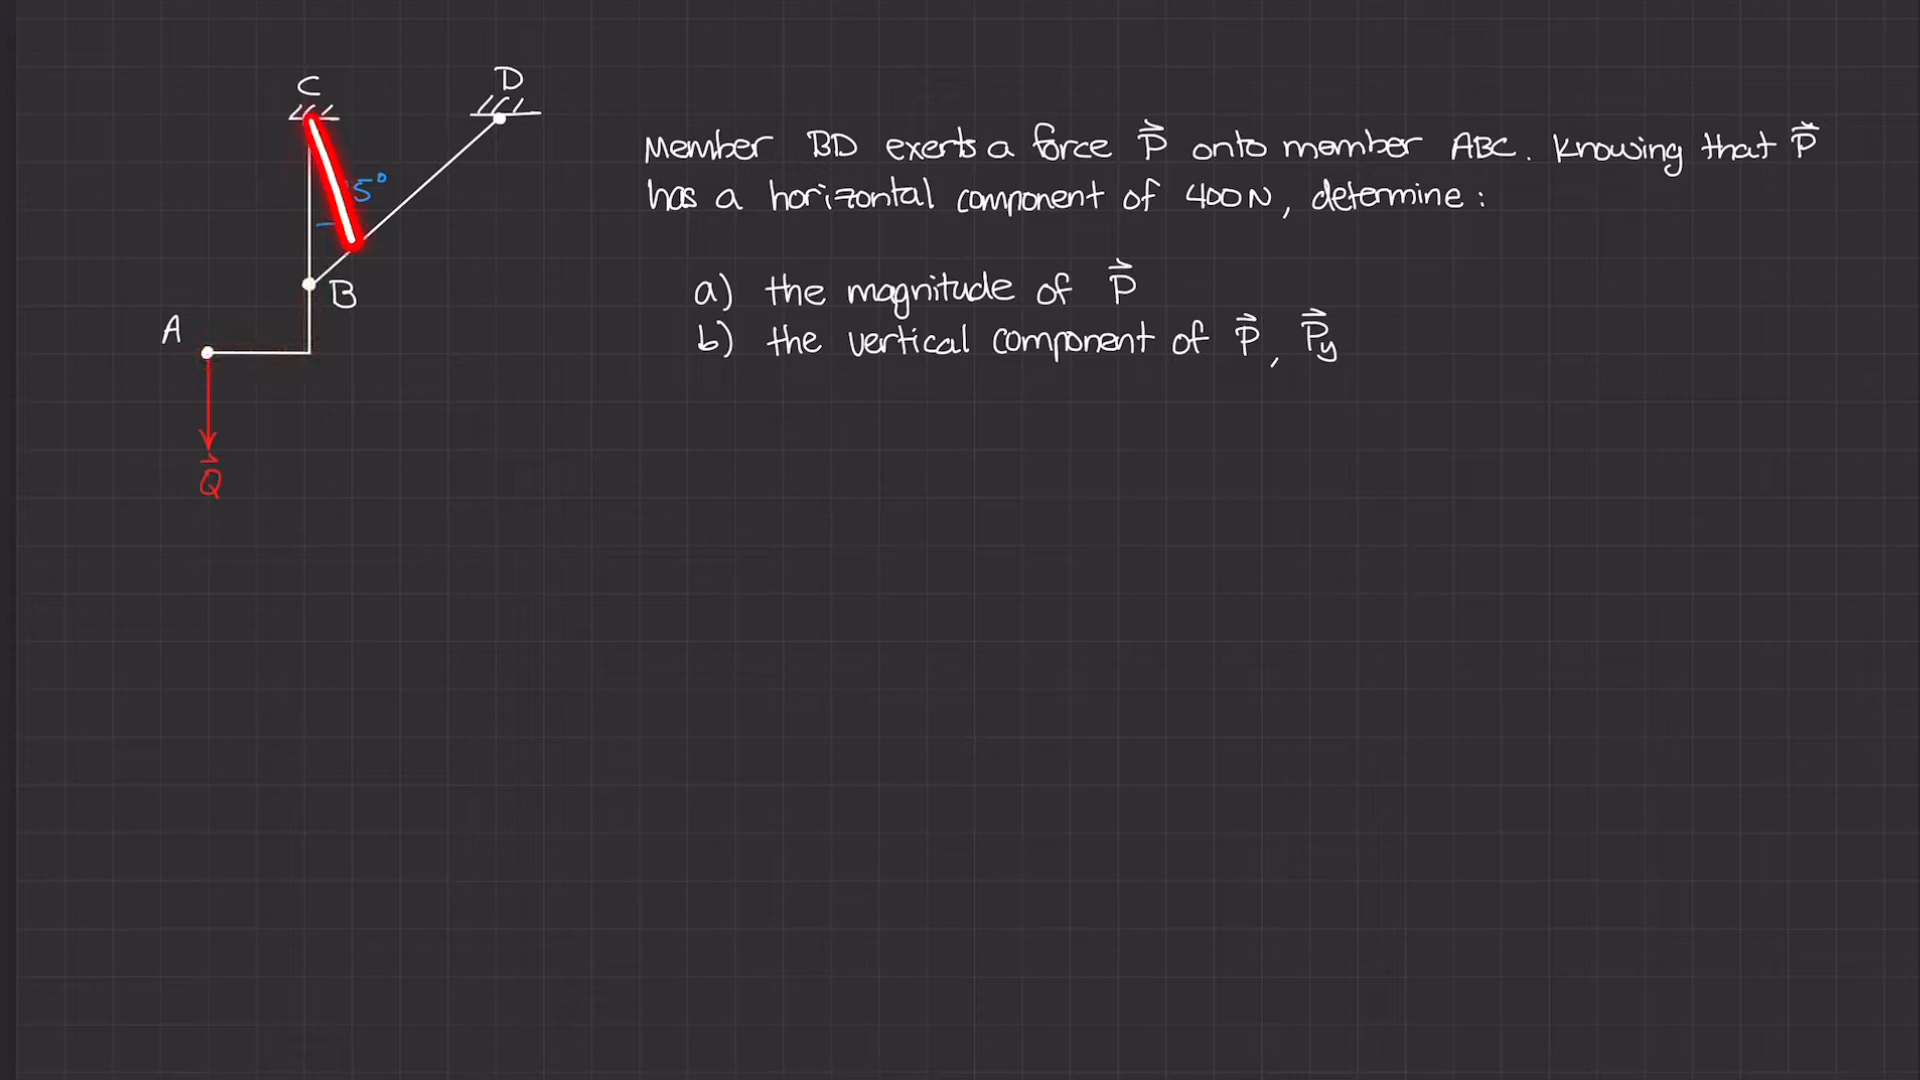 C
D
5°
B
A
Q
Member BD exerts a force P onto member ABC. Knowing that P
has a horizontal component of 400N, determine:
a) the magnitude of P
b) the vertical component of P, Py